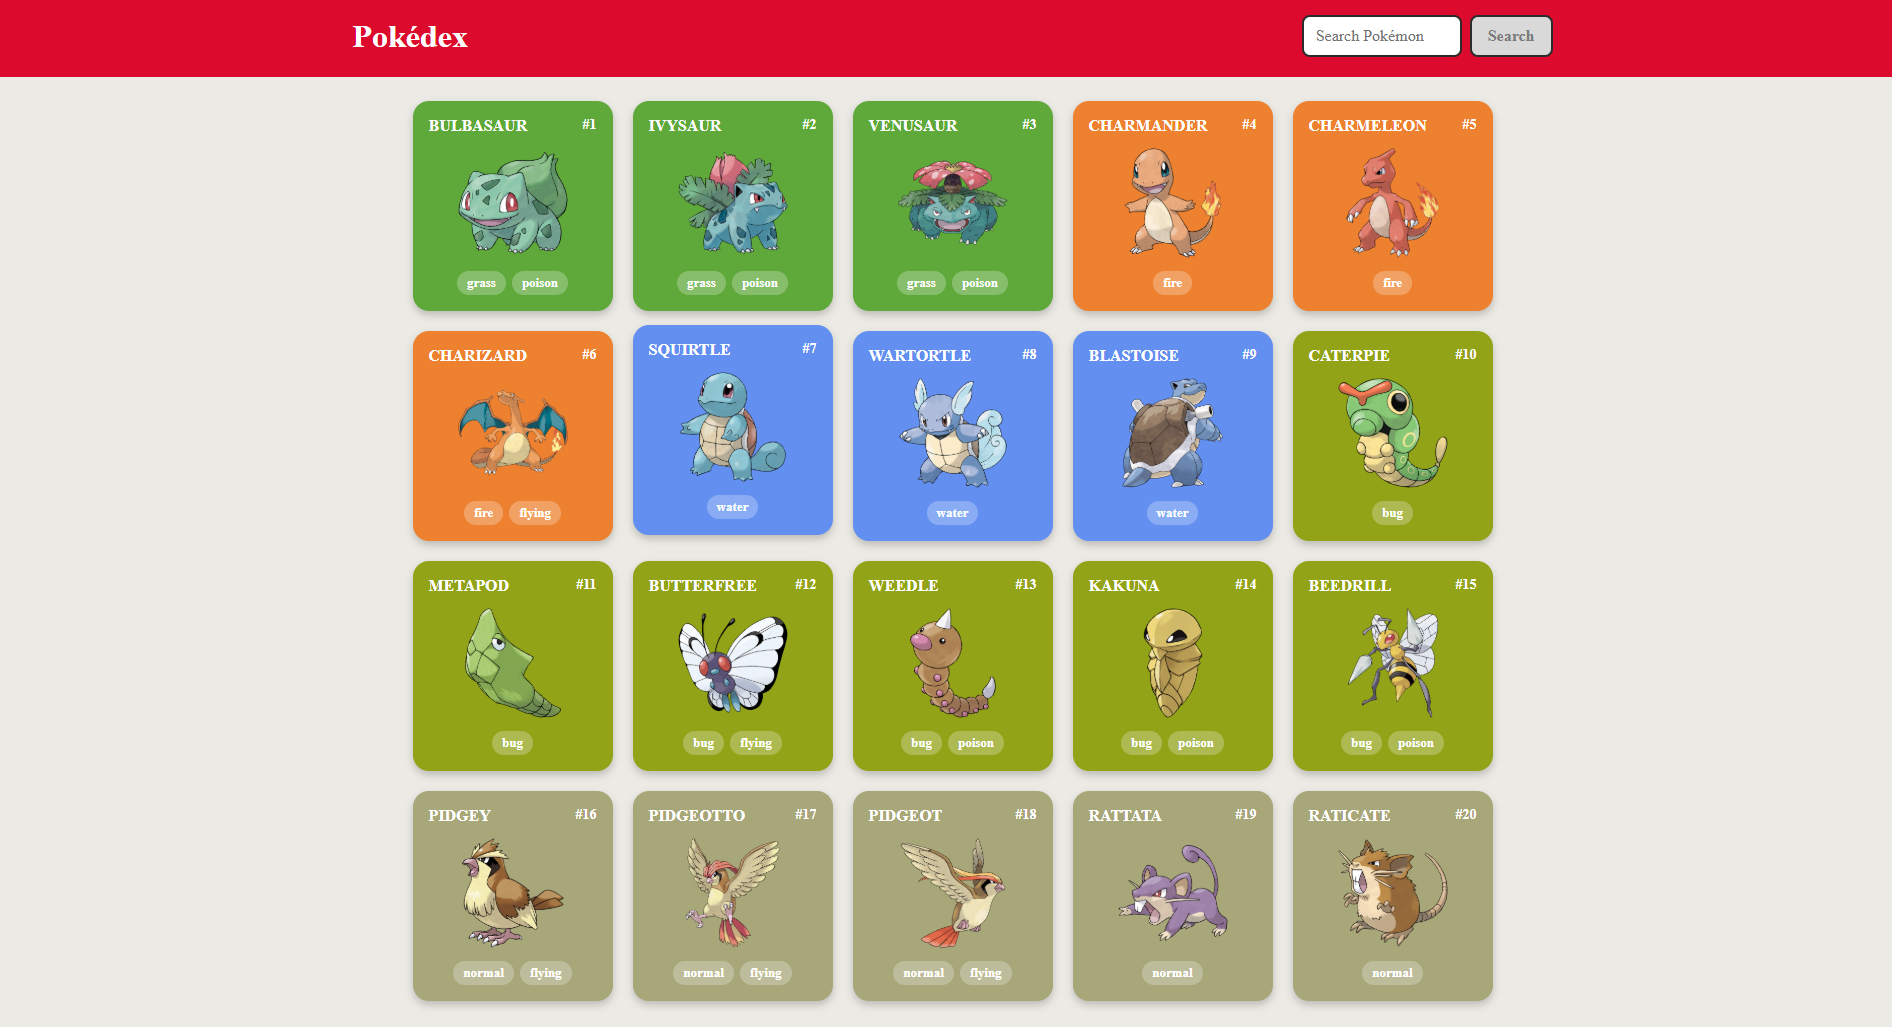 Pokédex Search Pokémon Search
BULBASAUR #1
grass poison
IVYSAUR #2
grass poison
VENUSAUR #3
grass poison
CHARMANDER #4
fire
CHARMELEON #5
fire
CHARIZARD #6
fire flying
SQUIRTLE #7
water
WARTORTLE #8
water
BLASTOISE #9
water
CATERPIE #10
bug
METAPOD #11
bug
BUTTERFREE #12
bug flying
WEEDLE #13
bug poison
KAKUNA #14
bug poison
BEEDRILL #15
bug poison
PIDGEY #16
normal flying
PIDGEOTTO #17
normal flying
PIDGEOT #18
normal flying
RATTATA #19
normal
RATICATE #20
normal